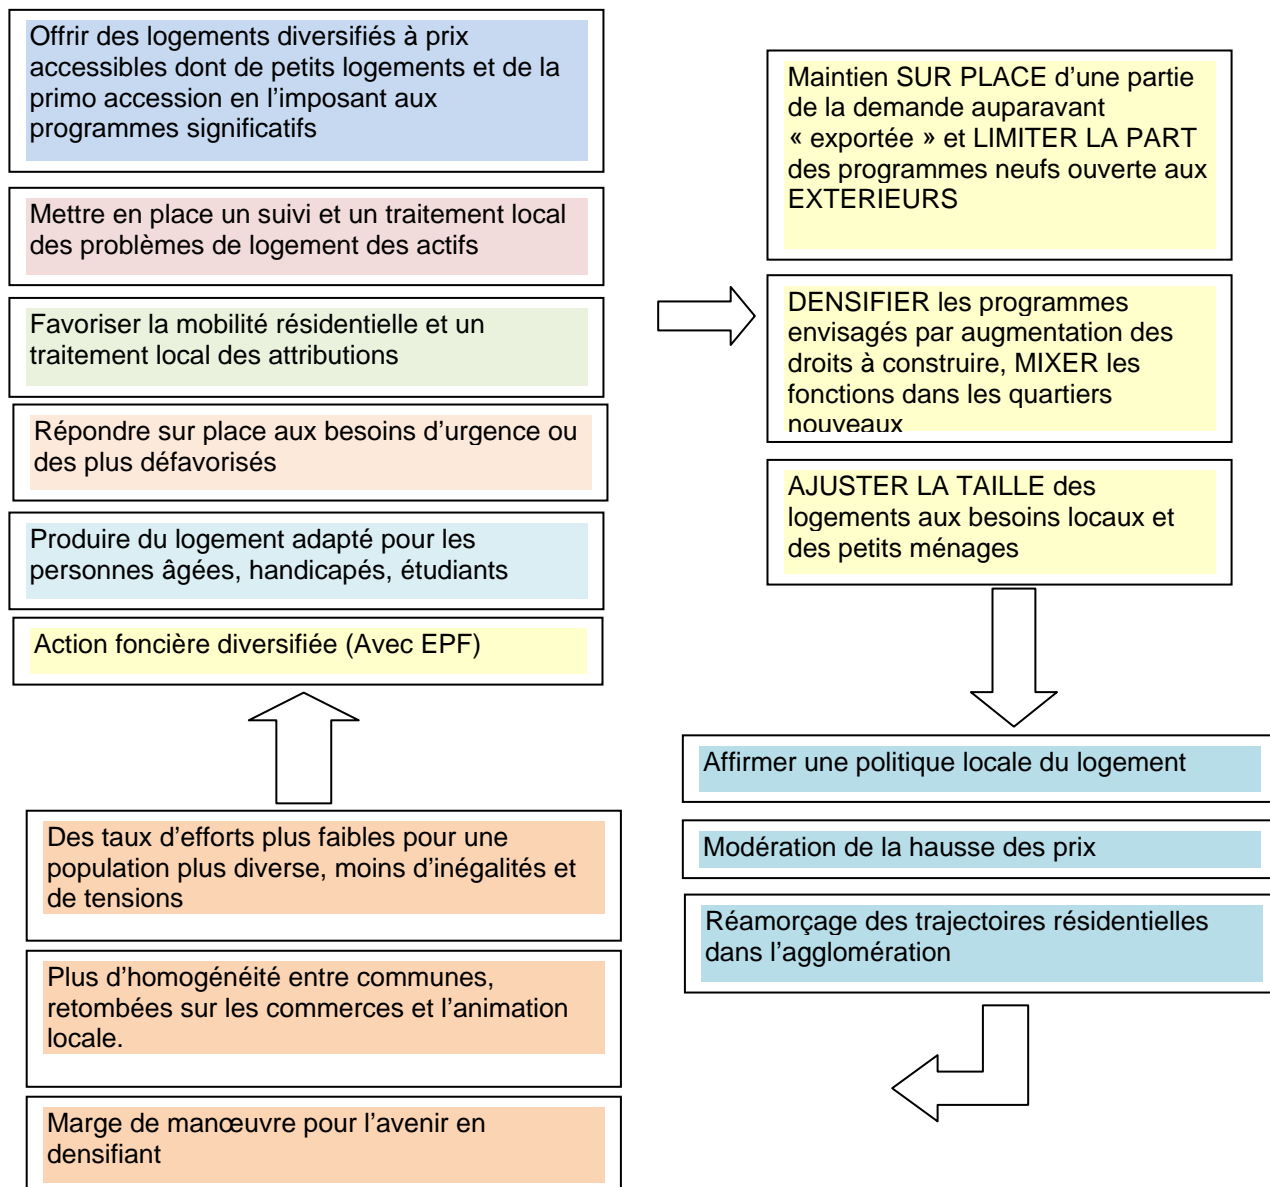 Offrir des logements diversifiés à prix
accessibles dont de petits logements et de la
primo accession en l’imposant aux
programmes significatifs
Mettre en place un suivi et un traitement local
des problèmes de logement des actifs
Favoriser la mobilité résidentielle et un
traitement local des attributions
Répondre sur place aux besoins d’urgence ou
des plus défavorisés
Produire du logement adapté pour les
personnes âgées, handicapés, étudiants
Action foncière diversifiée (Avec EPF)
Maintien SUR PLACE d’une partie
de la demande auparavant
« exportée » et LIMITER LA PART
des programmes neufs ouverte aux
EXTERIEURS
DENSIFIER les programmes
envisagés par augmentation des
droits à construire, MIXER les
fonctions dans les quartiers
nouveaux
AJUSTER LA TAILLE des
logements aux besoins locaux et
des petits ménages
Affirmer une politique locale du logement
Modération de la hausse des prix
Réamorçage des trajectoires résidentielles
dans l’agglomération
Des taux d’efforts plus faibles pour une
population plus diverse, moins d’inégalités et
de tensions
Plus d’homogénéité entre communes,
retombées sur les commerces et l’animation
locale.
Marge de manœuvre pour l’avenir en
densifiant